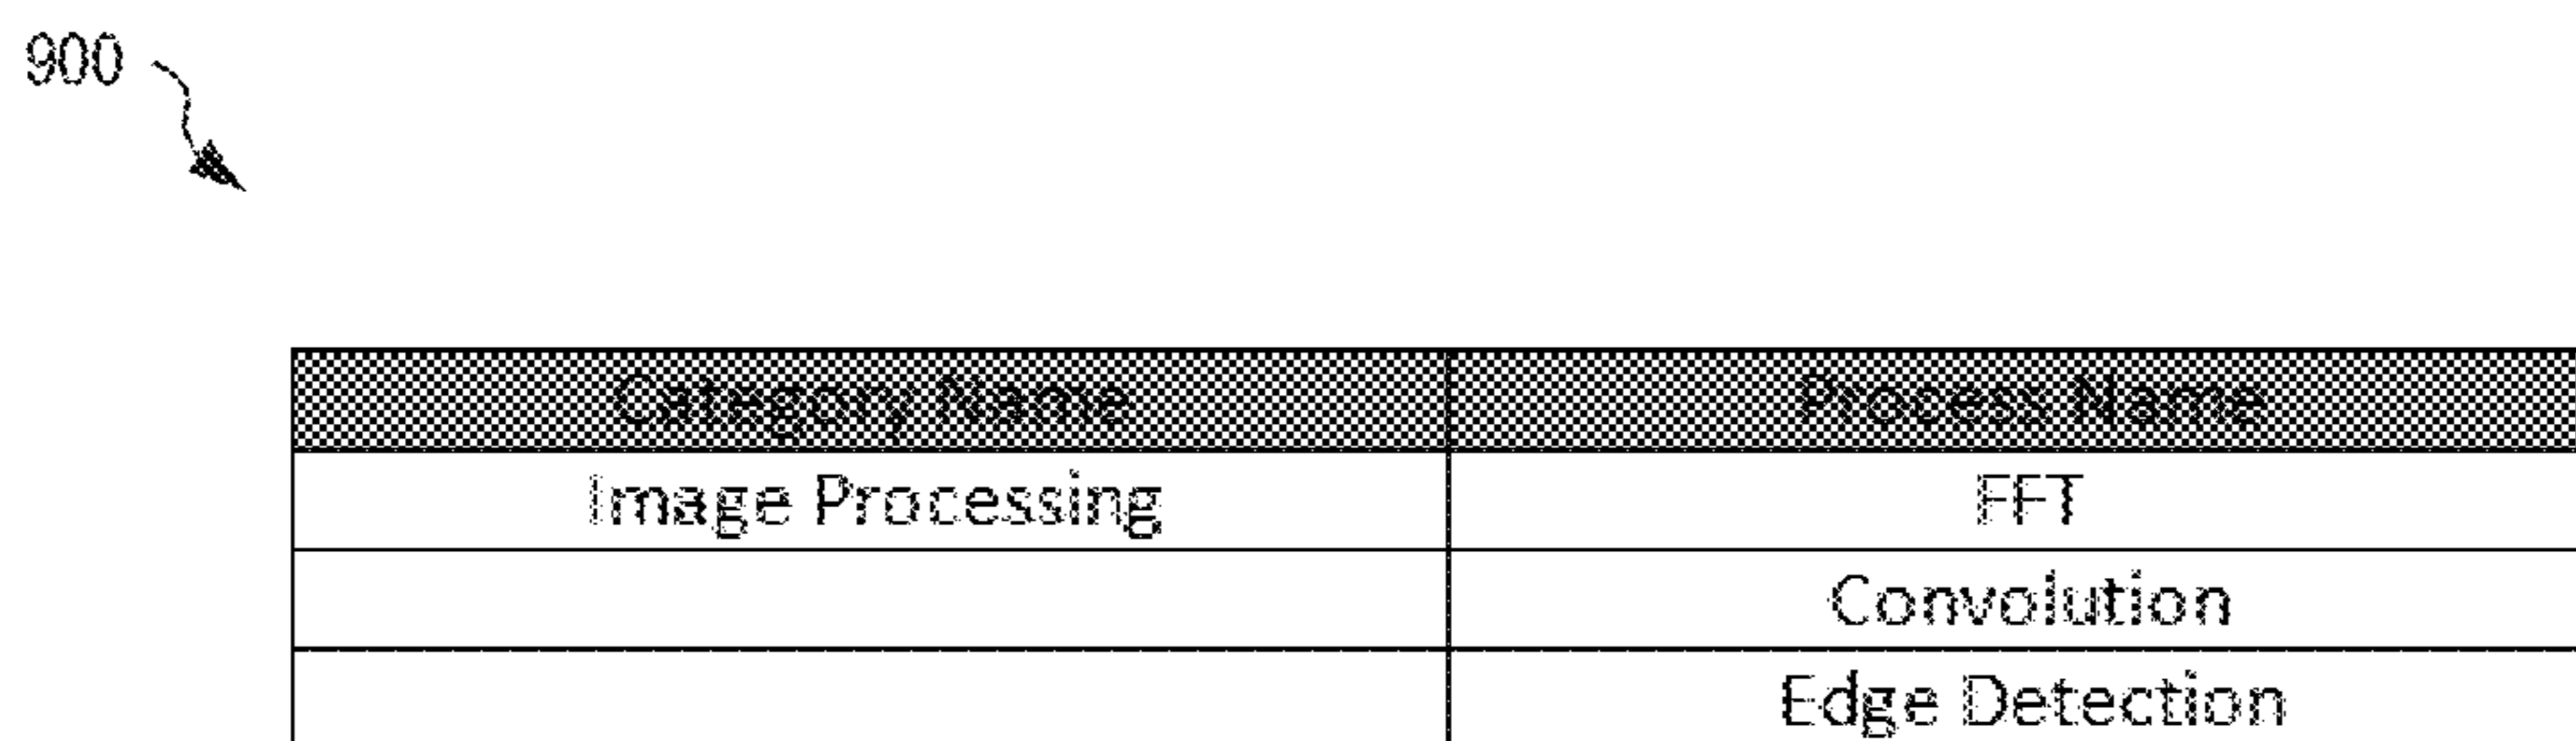 900
Category Name Process Name
Image Processing FFT
Convolution
Edge Detection